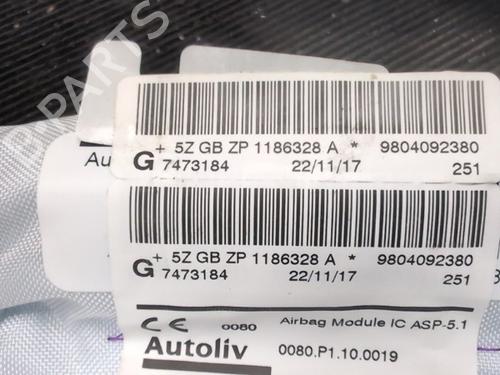 + 5Z GB ZP 1186328 A * 9804092380
G 7473184 22/11/17 251
Au
+ 5Z GB ZP 1186328 A * 9804092380
G 7473184 22/11/17 251
CE 0080 Airbag Module IC ASP-5.1
Autoliv 0080.P1.10.0019